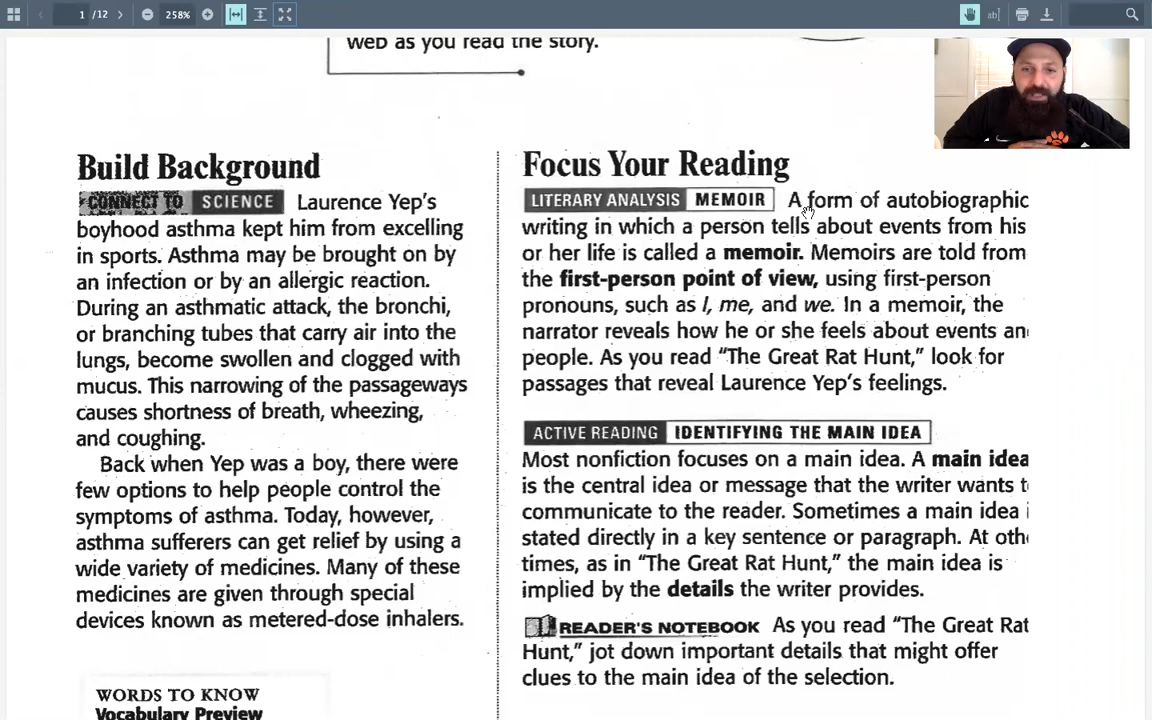 1 /12
258%
web as you read the story.
Build Background
CONNECT TO SCIENCE Laurence Yep's
boyhood asthma kept him from excelling
in sports. Asthma may be brought on by
an infection or by an allergic reaction.
During an asthmatic attack, the bronchi,
or branching tubes that carry air into the
lungs, become swollen and clogged with
mucus. This narrowing of the passageways
causes shortness of breath, wheezing,
and coughing.
Back when Yep was a boy, there were
few options to help people control the
symptoms of asthma. Today, however,
asthma sufferers can get relief by using a
wide variety of medicines. Many of these
medicines are given through special
devices known as metered-dose inhalers.
WORDS TO KNOW
Vocabulary Preview
Focus Your Reading
LITERARY ANALYSIS MEMOIR A form of autobiographic
writing in which a person tells about events from his
or her life is called a memoir. Memoirs are told from
the first-person point of view, using first-person
pronouns, such as I, me, and we. In a memoir, the
narrator reveals how he or she feels about events an
people. As you read “The Great Rat Hunt,” look for
passages that reveal Laurence Yep's feelings.
ACTIVE READING IDENTIFYING THE MAIN IDEA
Most nonfiction focuses on a main idea. A main idea
is the central idea or message that the writer wants t
communicate to the reader. Sometimes a main idea i
stated directly in a key sentence or paragraph. At oth
times, as in “The Great Rat Hunt,” the main idea is
implied by the details the writer provides.
READER'S NOTEBOOK As you read “The Great Rat
Hunt,” jot down important details that might offer
clues to the main idea of the selection.